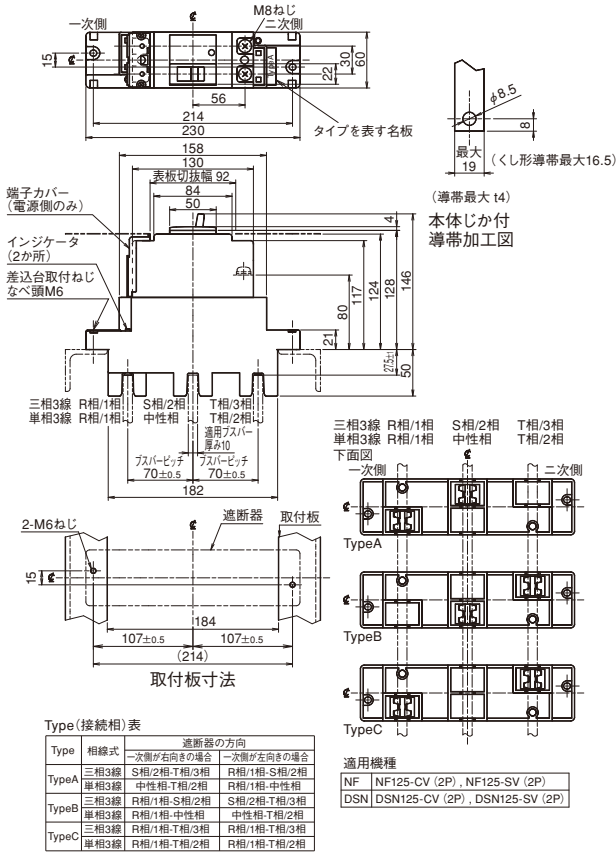 一次側
M8ねじ
二次側
15
22
30
60
56
214
230
TypeA
タイプを表す名板
φ8.5
8
最大
19
(くし形導帯最大16.5)
(導帯最大 t4)
本体じか付
導帯加工図
158
130
表板切抜幅 92
84
50
端子カバー
(電源側のみ)
インジケータ
(2か所)
差込台取付ねじ
なべ頭M6
4
21
80
117
124
128
146
27.5±1
50
三相3線 R相/1相 S相/2相 T相/3相
単相3線 R相/1相 中性相 T相/2相
適用ブスバー
厚み10
ブスバーピッチ ブスバーピッチ
70±0.5 70±0.5
182
2-M6ねじ
遮断器
取付板
15
184
107±0.5 107±0.5
(214)
取付板寸法
三相3線 R相/1相 S相/2相 T相/3相
単相3線 R相/1相 中性相 T相/2相
下面図
一次側 二次側
TypeA
TypeB
TypeC
Type(接続相)表
Type 相線式 遮断器の方向
一次側が右向きの場合 一次側が左向きの場合
TypeA 三相3線 S相/2相-T相/3相 R相/1相-S相/2相
単相3線 中性相-T相/2相 R相/1相-中性相
TypeB 三相3線 R相/1相-S相/2相 S相/2相-T相/3相
単相3線 R相/1相-中性相 中性相-T相/2相
TypeC 三相3線 R相/1相-T相/3相 R相/1相-T相/3相
単相3線 R相/1相-T相/2相 R相/1相-T相/2相
適用機種
NF NF125-CV (2P) , NF125-SV (2P)
DSN DSN125-CV (2P) , DSN125-SV (2P)